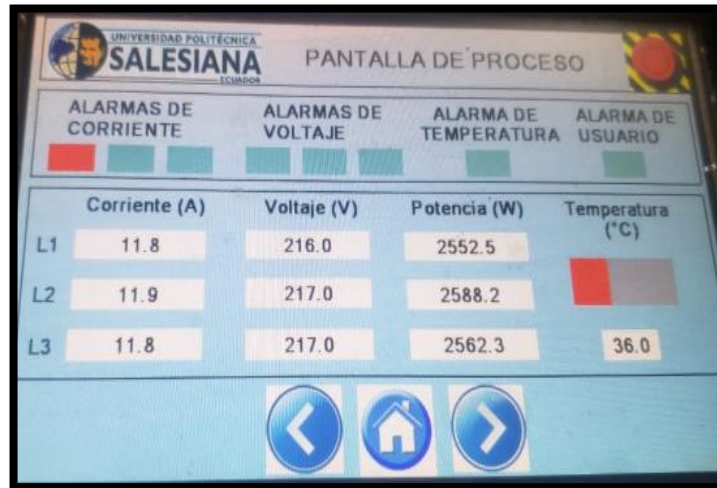 UNIVERSIDAD POLITÉCNICA
SALESIANA
ECUADOR
PANTALLA DE PROCESO
ALARMAS DE CORRIENTE
ALARMAS DE VOLTAJE
ALARMA DE TEMPERATURA
ALARMA DE USUARIO
Corriente (A) Voltaje (V) Potencia (W) Temperatura (°C)
L1 11.8 216.0 2552.5
L2 11.9 217.0 2588.2
L3 11.8 217.0 2562.3 36.0